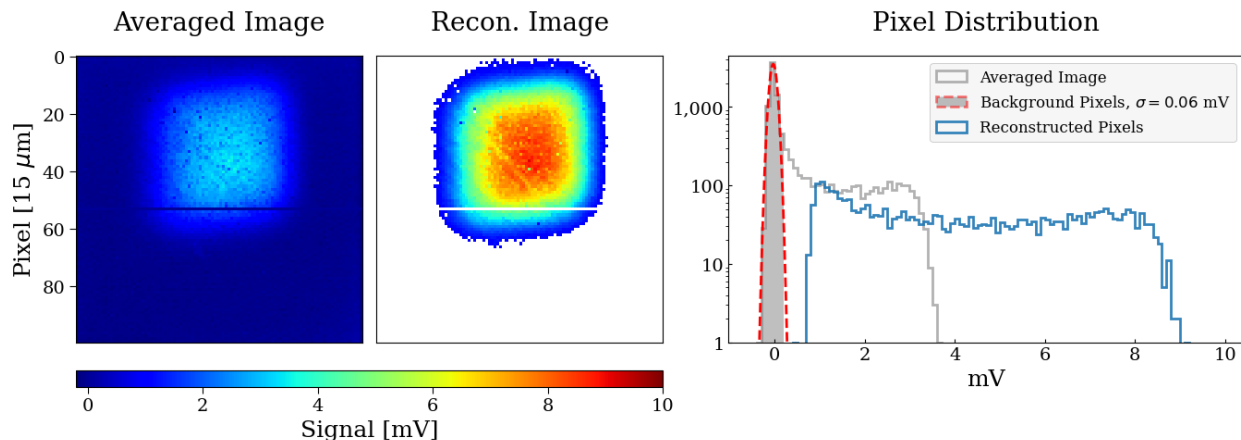 Averaged Image
Recon. Image
Pixel Distribution
Pixel [15 μm]
0
20
40
60
80
1,000
100
10
1
Averaged Image
Background Pixels, σ = 0.06 mV
Reconstructed Pixels
0 2 4 6 8 10
mV
0 2 4 6 8 10
Signal [mV]